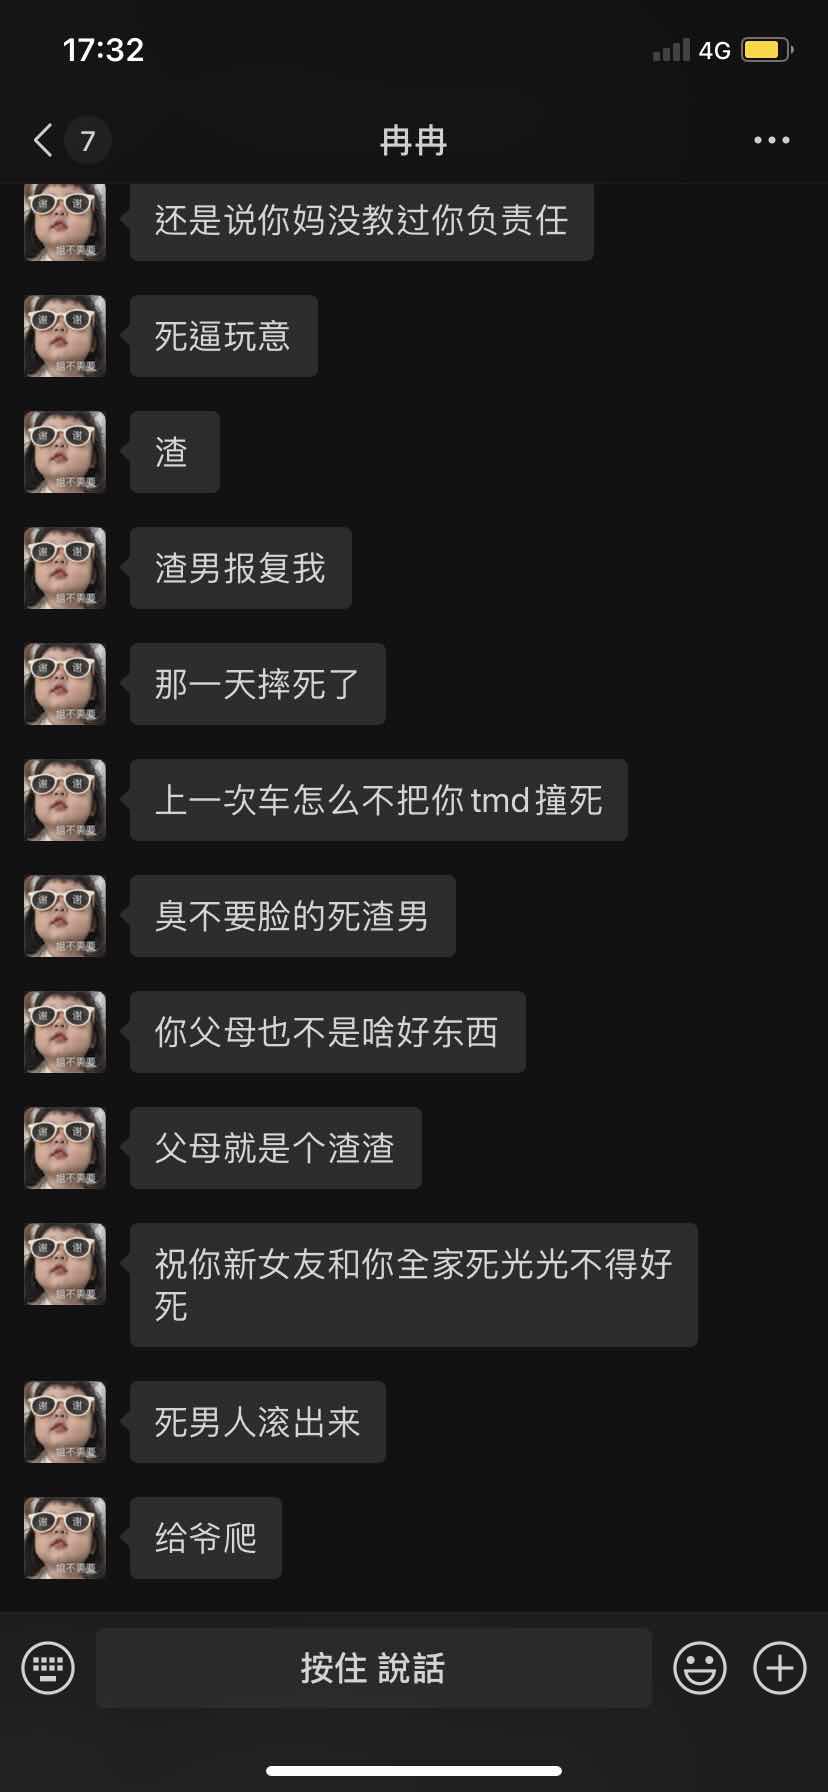 17:32
4G
7
冉冉
还是说你妈没教过你负责任
死逼玩意
渣
渣男报复我
那一天摔死了
上一次车怎么不把你tmd撞死
臭不要脸的死渣男
你父母也不是啥好东西
父母就是个渣渣
祝你新女友和你全家死光光不得好
死
死男人滚出来
给爷爬
按住 說話